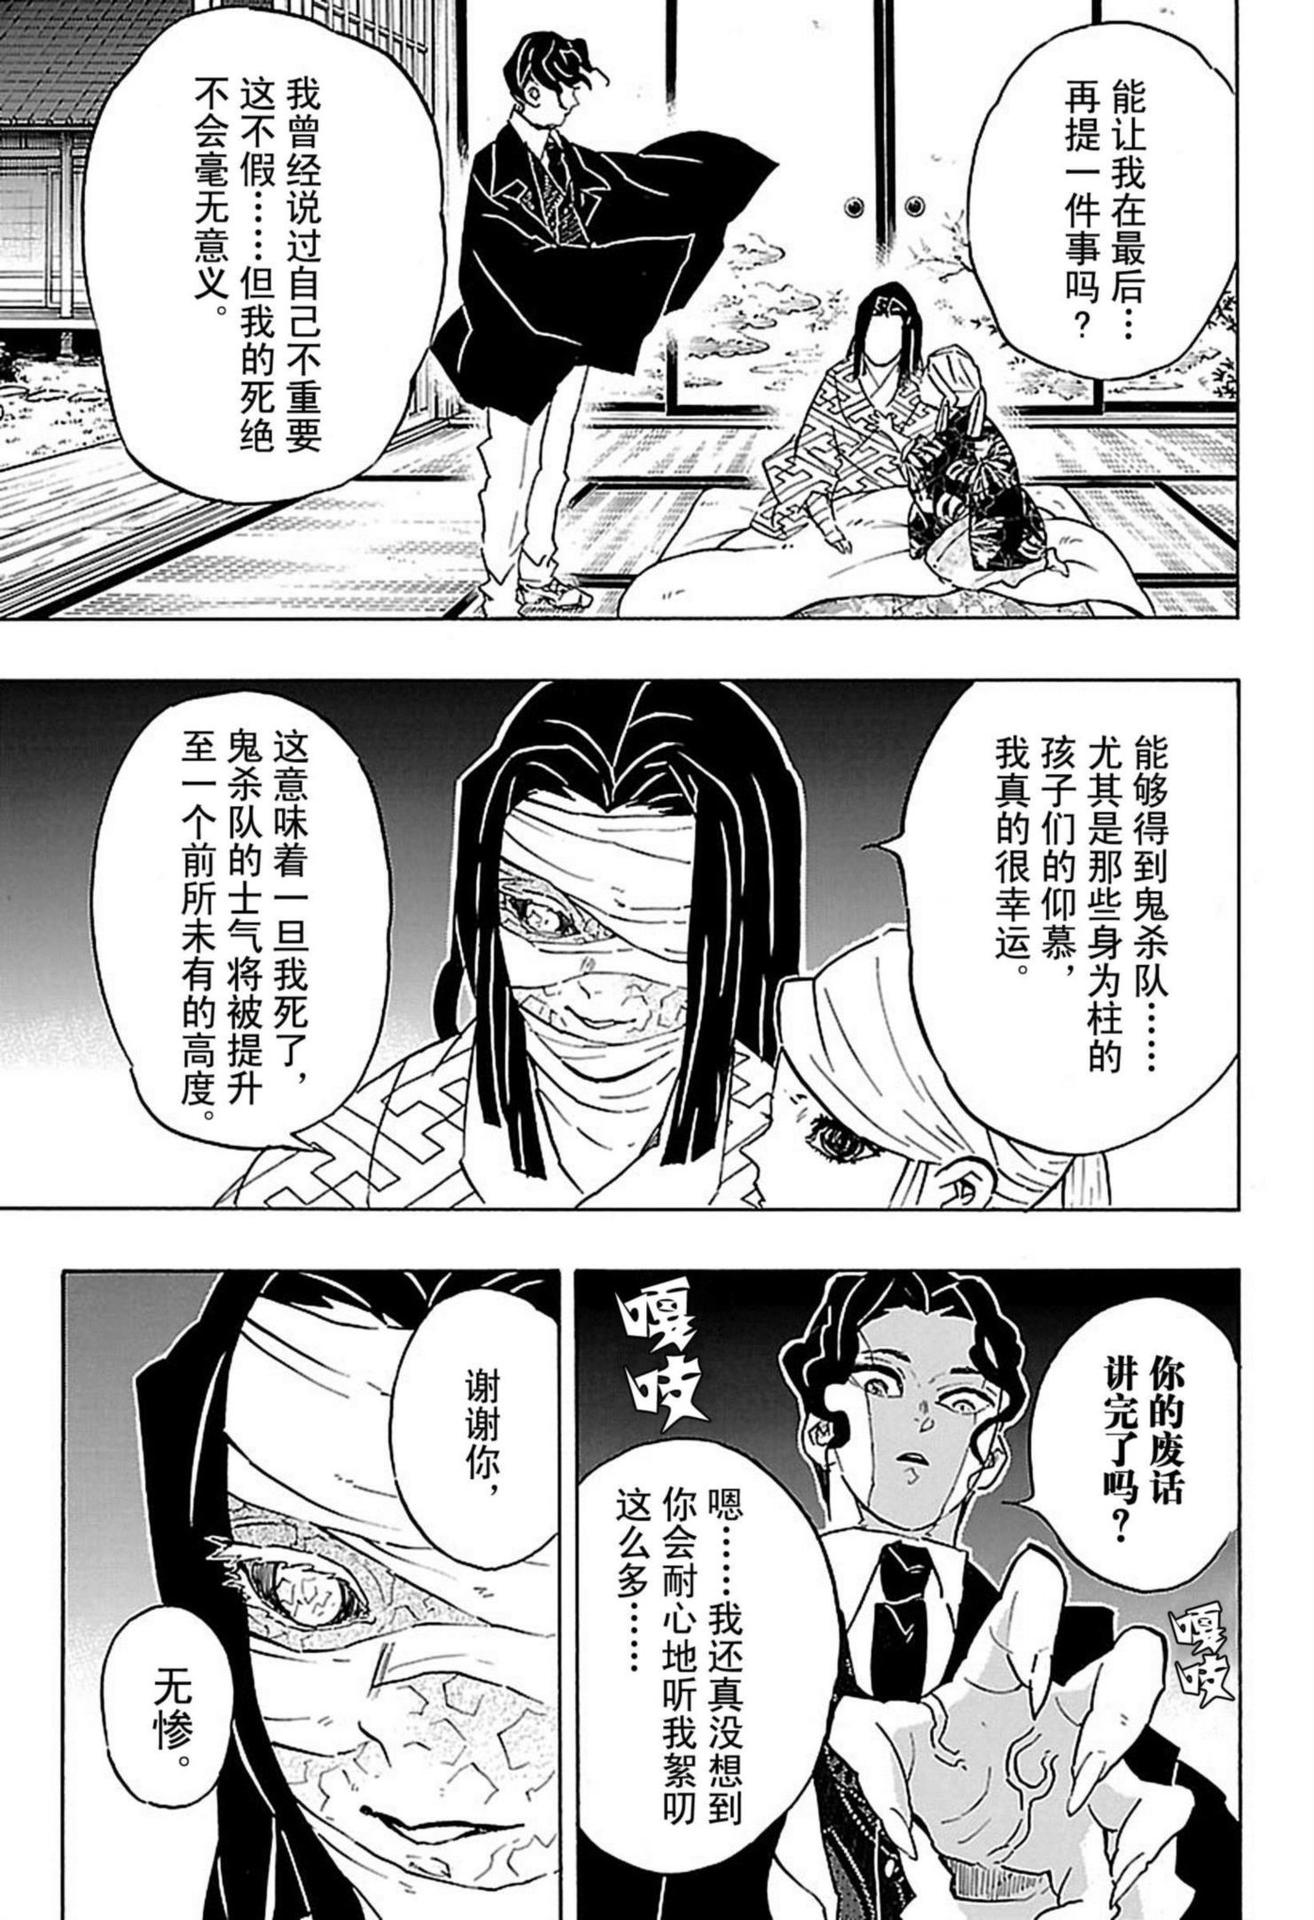 能让我在最后…
再提一件事吗？
我曾经说过自己不重要
这不假……但我的死绝
不会毫无意义。
能够得到鬼杀队……
尤其是那些身为柱的
孩子们的仰慕，
我真的很幸运。
这意味着一旦我死了，
鬼杀队的士气将被提升
至一个前所未有的高度。
你的废话
讲完了吗？
嘎吱
嘎吱
嗯……我还真没想到
你会耐心地听我絮叨
这么多……
谢谢你，
无惨。